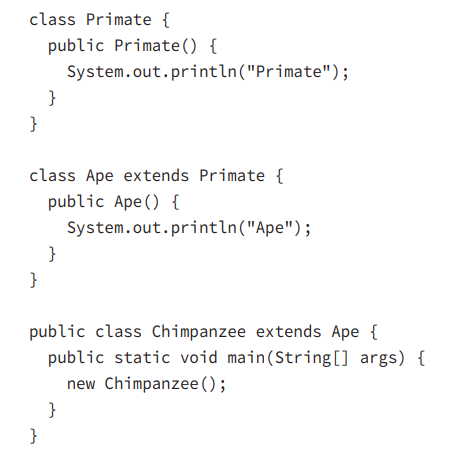 class Primate {
  public Primate() {
    System.out.println("Primate");
  }
}

class Ape extends Primate {
  public Ape() {
    System.out.println("Ape");
  }
}

public class Chimpanzee extends Ape {
  public static void main(String[] args) {
    new Chimpanzee();
  }
}